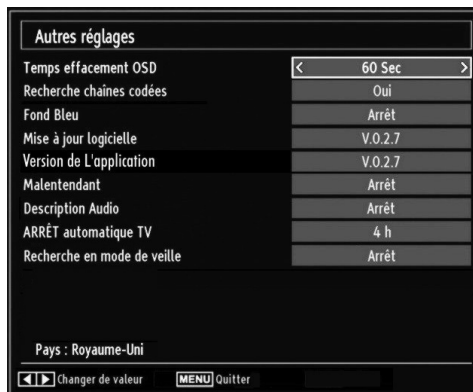 Autres réglages
Temps effacement OSD < 60 Sec >
Recherche chaînes codées Oui
Fond Bleu Arrêt
Mise à jour logicielle V.0.2.7
Version de L'application V.0.2.7
Malentendant Arrêt
Description Audio Arrêt
ARRÊT automatique TV 4 h
Recherche en mode de veille Arrêt
Pays : Royaume-Uni
Changer de valeur MENU Quitter